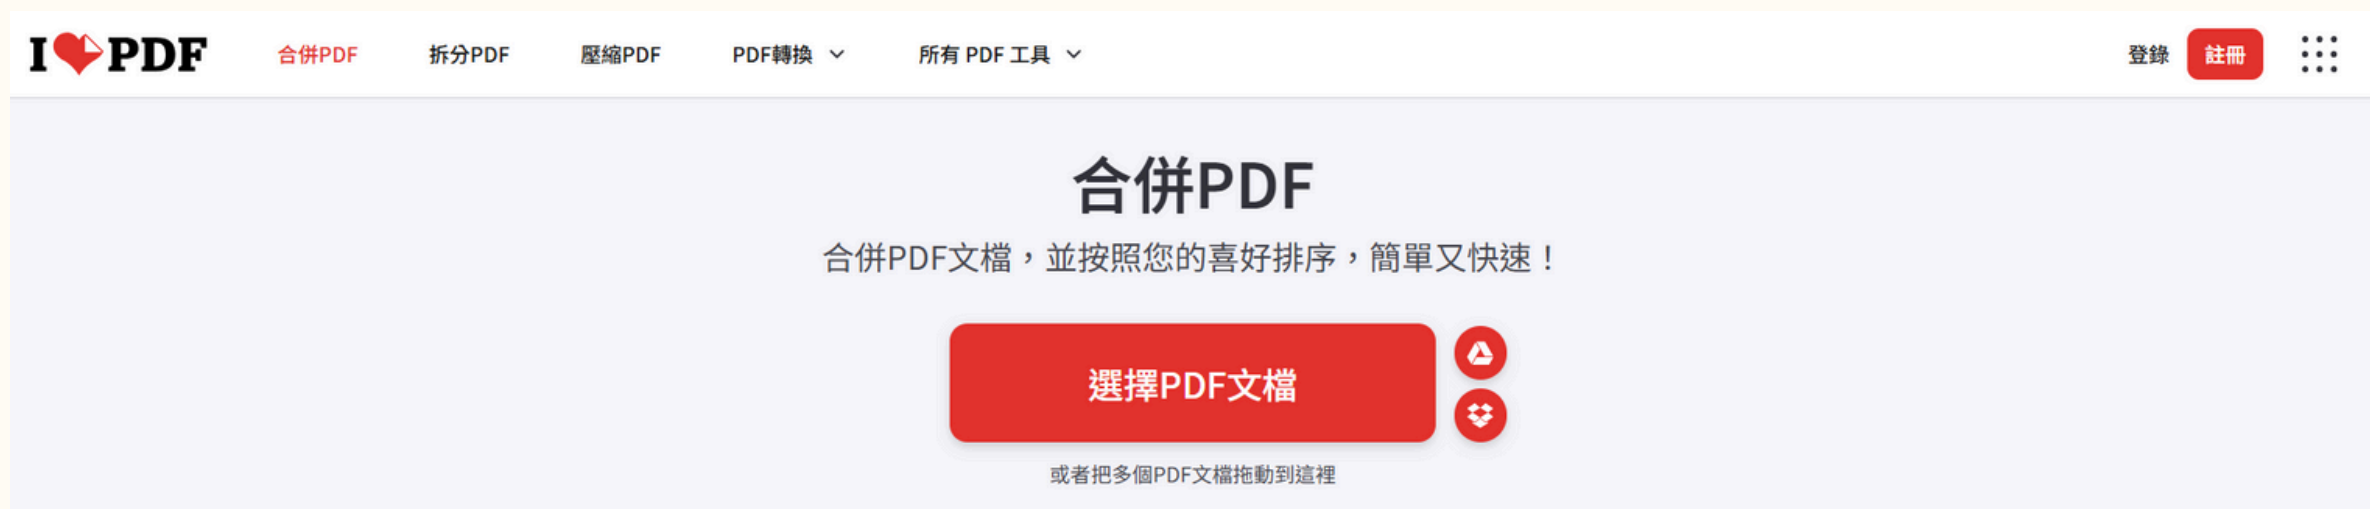 I PDF
合併PDF
拆分PDF
壓縮PDF
PDF轉換
所有 PDF 工具
登錄
註冊
合併PDF
合併PDF文檔，並按照您的喜好排序，簡單又快速！
選擇PDF文檔
或者把多個PDF文檔拖動到這裡